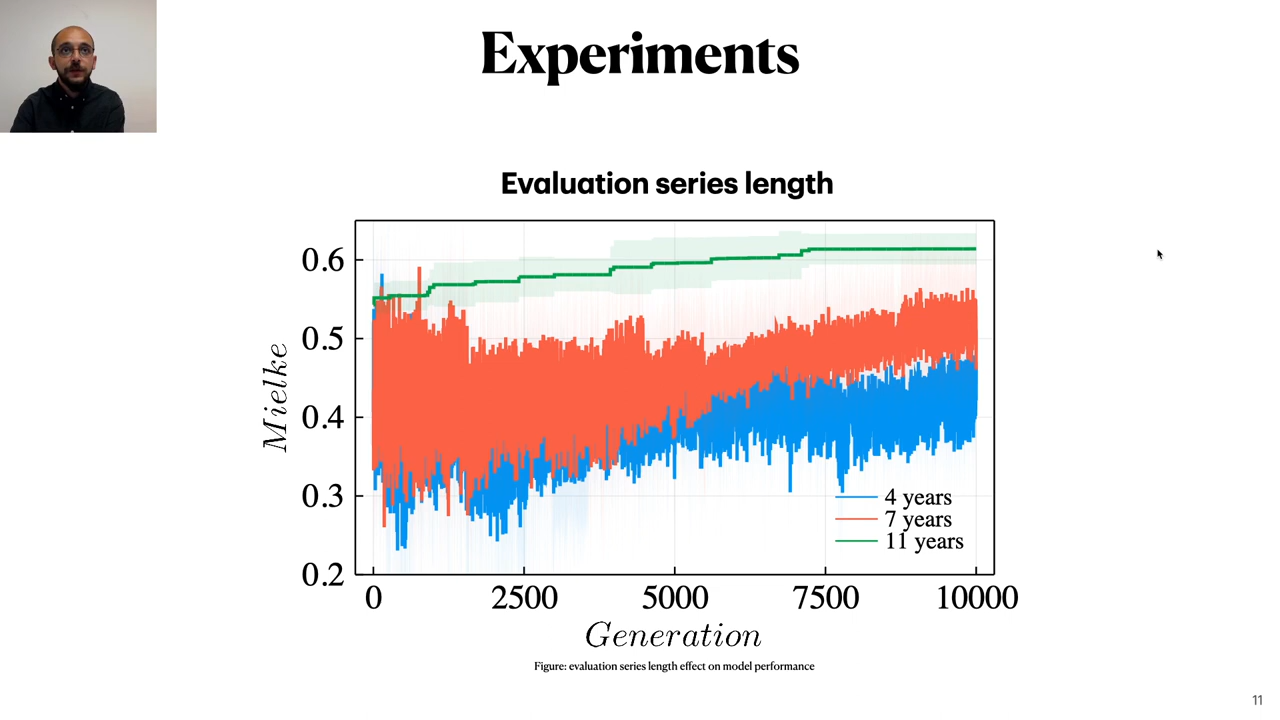 Experiments
Evaluation series length
Mielke
0.6
0.5
0.4
0.3
0.2
4 years
7 years
11 years
0 2500 5000 7500 10000
Generation
Figure: evaluation series length effect on model performance
11